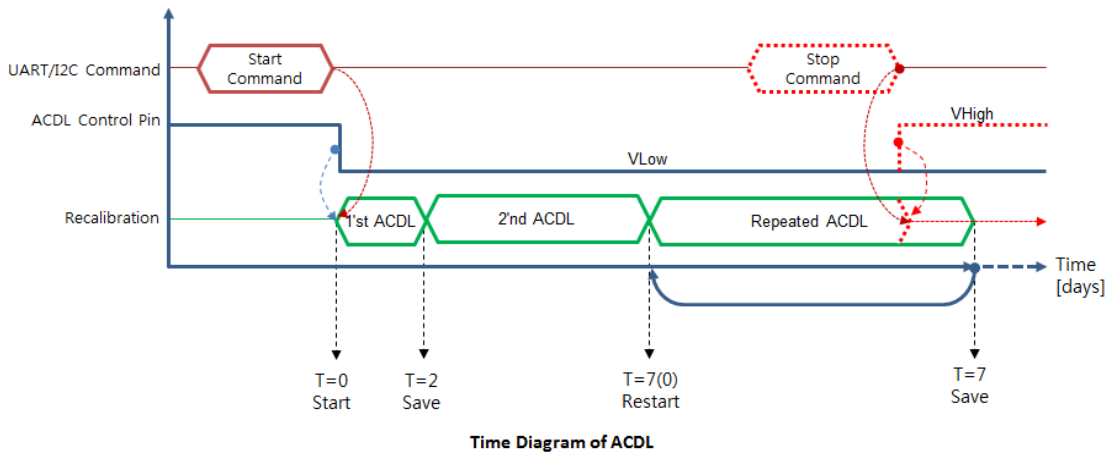 Start
Command
Stop
Command
UART/I2C Command
ACDL Control Pin
VHigh
VLow
Recalibration
1'st ACDL
2'nd ACDL
Repeated ACDL
Time
[days]
T=0
Start
T=2
Save
T=7(0)
Restart
T=7
Save
Time Diagram of ACDL